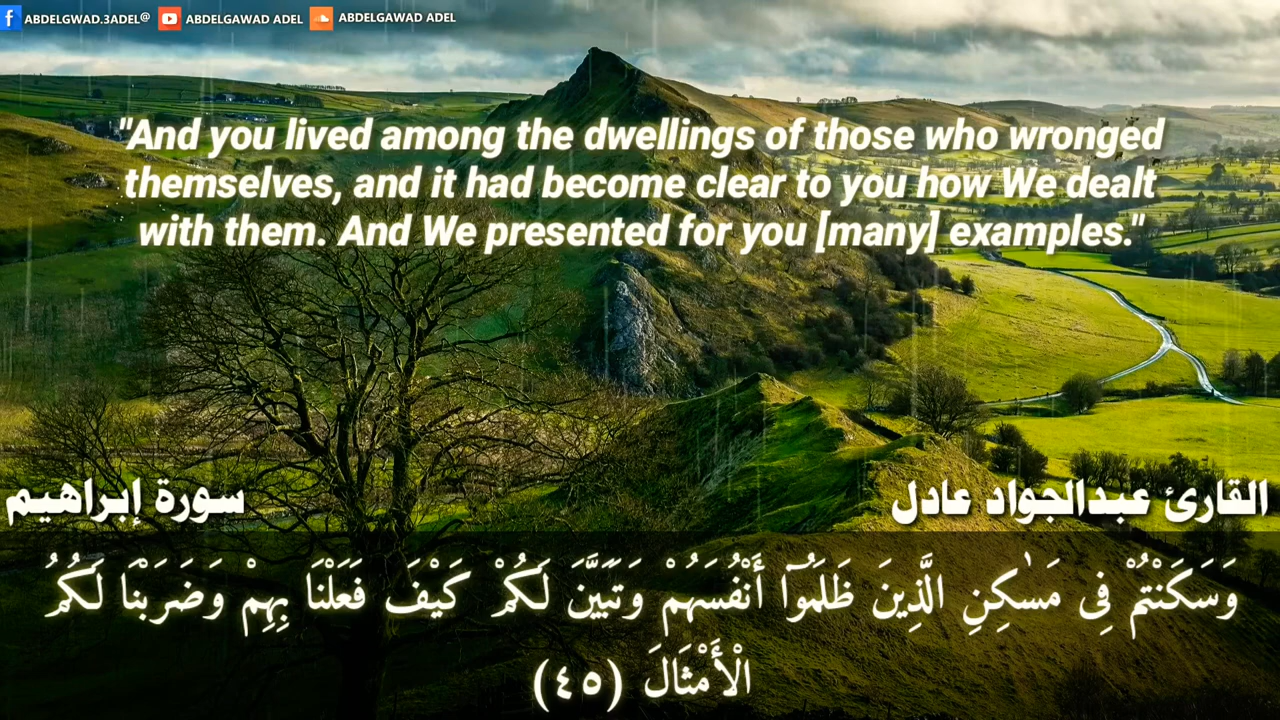 ABDELGWAD.3ADEL@ ABDELGAWAD ADEL ABDELGAWAD ADEL
"And you lived among the dwellings of those who wronged
themselves, and it had become clear to you how We dealt
with them. And We presented for you [many] examples."
القارئ عبدالجواد عادل
سورة إبراهيم
وَسَكَنْتُمْ فِى مَسٰكِنِ الَّذِينَ ظَلَمُوٓا أَنْفُسَهُمْ وَتَبَيَّنَ لَكُمْ كَيْفَ فَعَلْنَا بِهِمْ وَضَرَبْنَا لَكُمُ
الْأَمْثَالَ (٤٥)